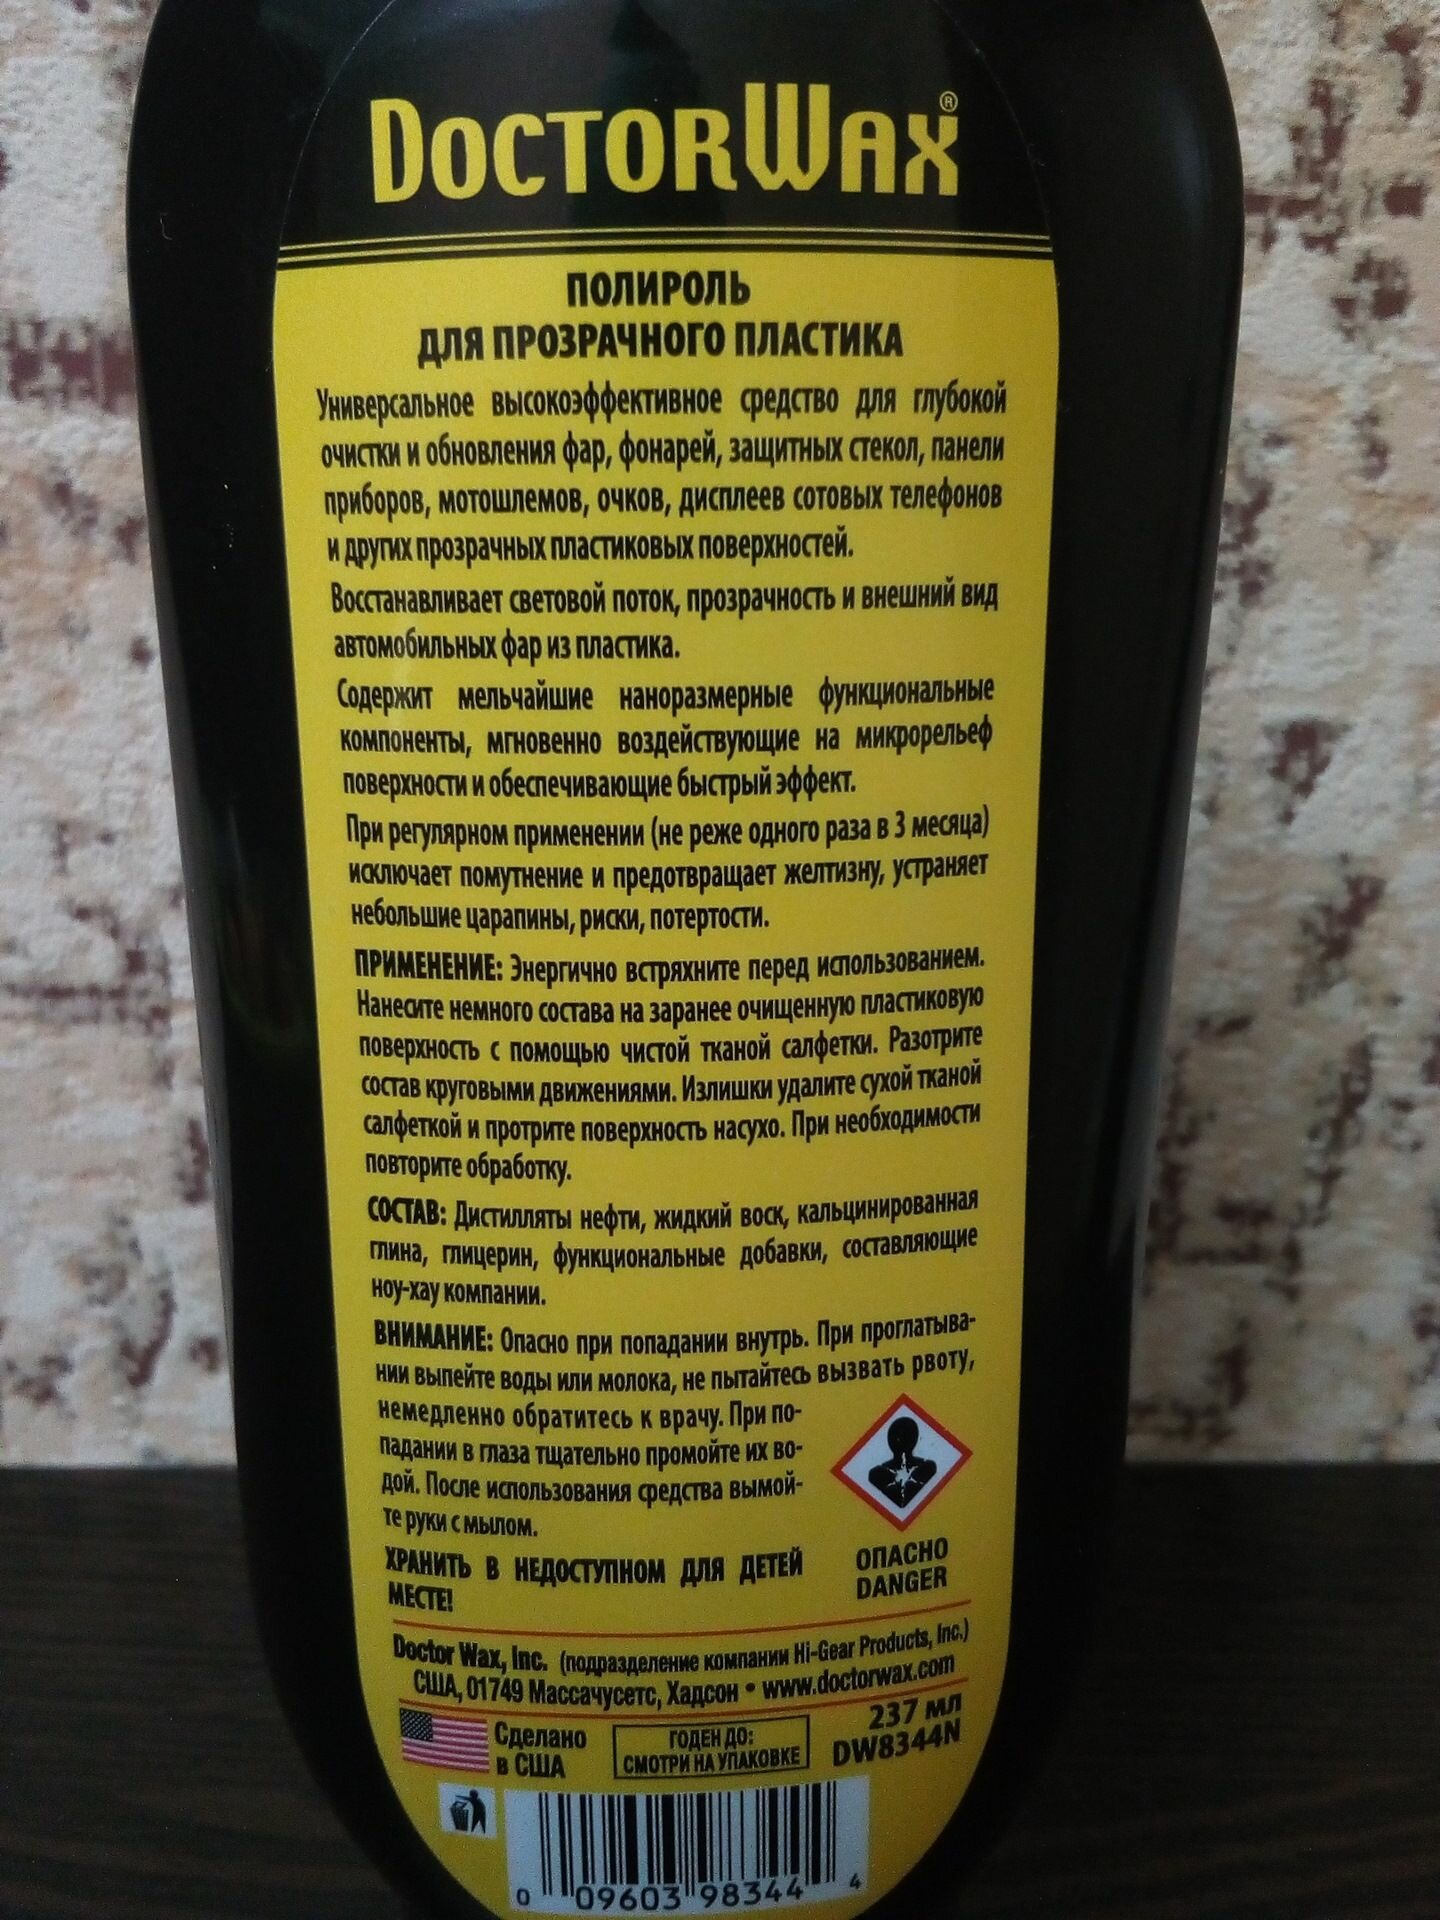 DOCTORWAX®
ПОЛИРОЛЬ
ДЛЯ ПРОЗРАЧНОГО ПЛАСТИКА
Универсальное высокоэффективное средство для глубокой
очистки и обновления фар, фонарей, защитных стекол, панели
приборов, мотошлемов, очков, дисплеев сотовых телефонов
и других прозрачных пластиковых поверхностей.
Восстанавливает световой поток, прозрачность и внешний вид
автомобильных фар из пластика.
Содержит мельчайшие наноразмерные функциональные
компоненты, мгновенно воздействующие на микрорельеф
поверхности и обеспечивающие быстрый эффект.
При регулярном применении (не реже одного раза в 3 месяца)
исключает помутнение и предотвращает желтизну, устраняет
небольшие царапины, риски, потертости.
ПРИМЕНЕНИЕ: Энергично встряхните перед использованием.
Нанесите немного состава на заранее очищенную пластиковую
поверхность с помощью чистой тканой салфетки. Разотрите
состав круговыми движениями. Излишки удалите сухой тканой
салфеткой и протрите поверхность насухо. При необходимости
повторите обработку.
СОСТАВ: Дистилляты нефти, жидкий воск, кальцинированная
глина, глицерин, функциональные добавки, составляющие
ноу-хау компании.
ВНИМАНИЕ: Опасно при попадании внутрь. При проглатыва-
нии выпейте воды или молока, не пытайтесь вызвать рвоту,
немедленно обратитесь к врачу. При по-
падании в глаза тщательно промойте их во-
дой. После использования средства вымой-
те руки с мылом.
ХРАНИТЬ В НЕДОСТУПНОМ ДЛЯ ДЕТЕЙ
МЕСТЕ!
ОПАСНО
DANGER
Doctor Wax, Inc. (подразделение компании Hi-Gear Products, Inc.)
США, 01749 Массачусетс, Хадсон • www.doctorwax.com
Сделано
в США
ГОДЕН ДО:
СМОТРИ НА УПАКОВКЕ
237 мл
DW8344N
0 09603 98344 4